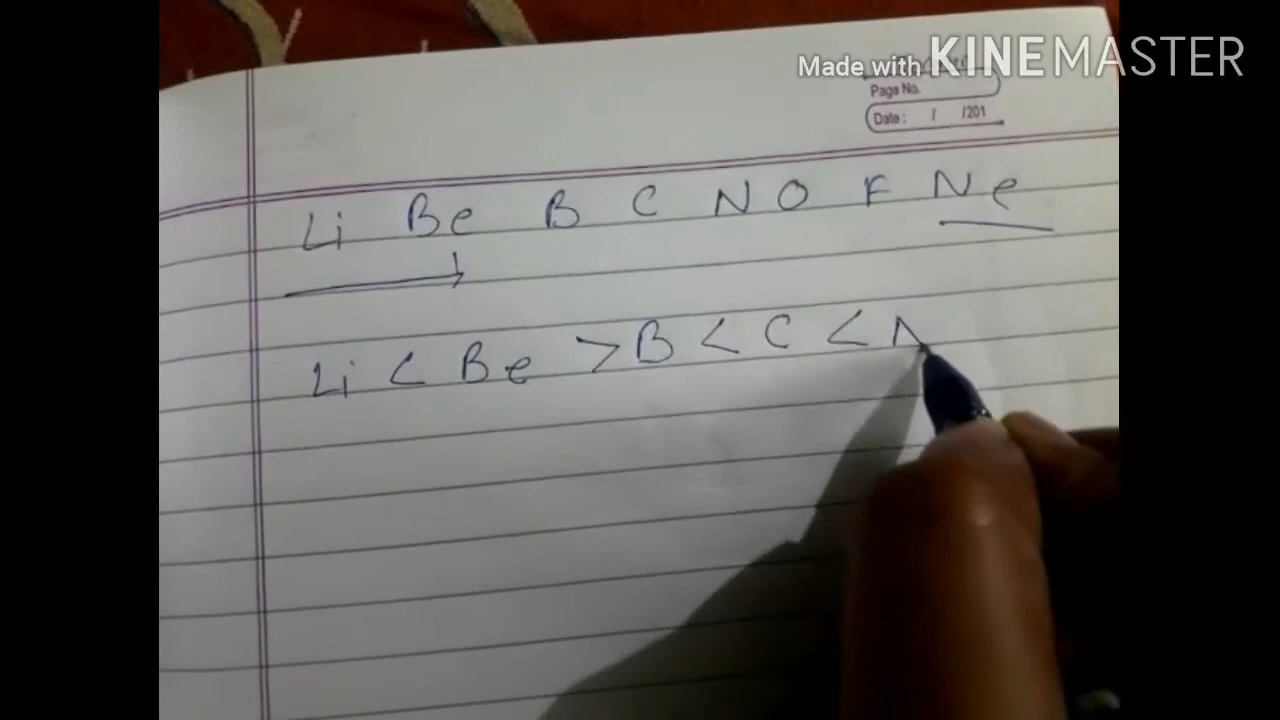 Made with KINEMASTER
Page No.
Date : / /201
Li Be B C N O F Ne
Li < Be > B < C < N